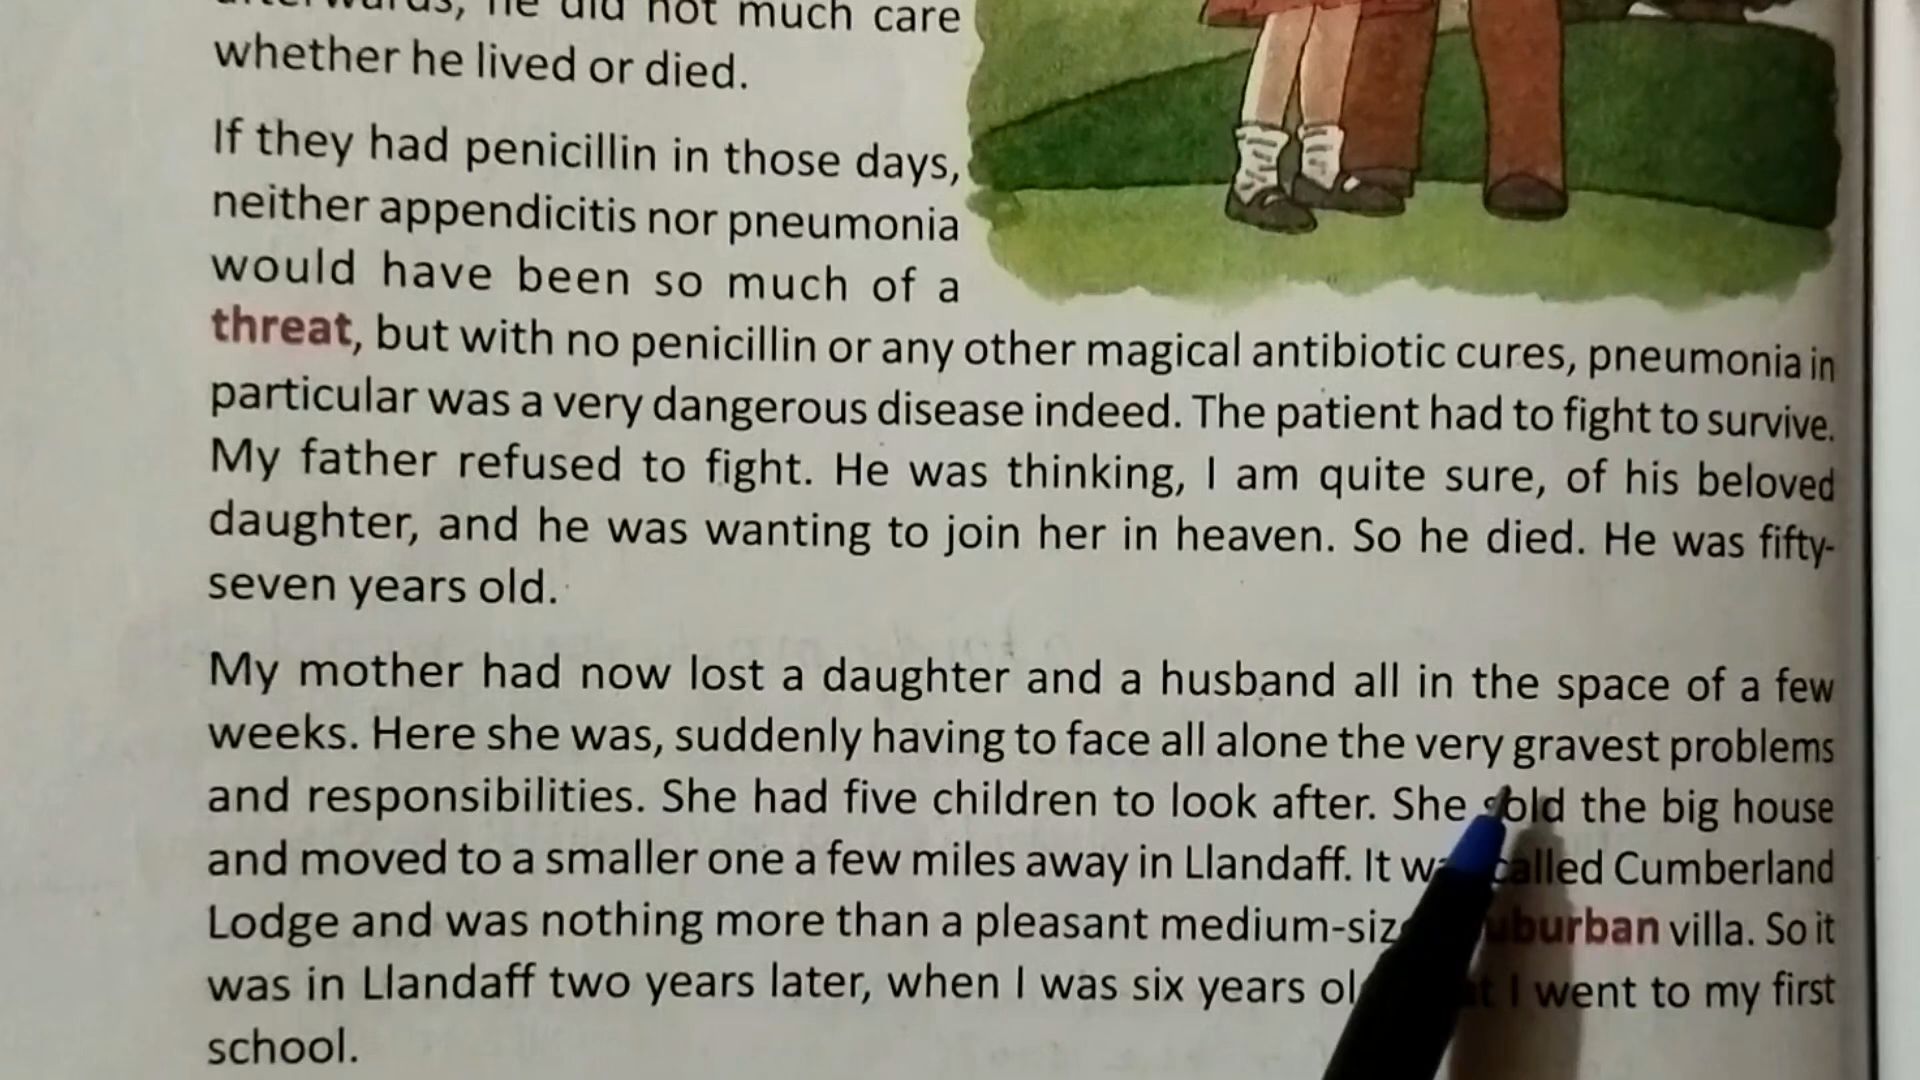 afterwards, he did not much care
whether he lived or died.
If they had penicillin in those days,
neither appendicitis nor pneumonia
would have been so much of a
threat, but with no penicillin or any other magical antibiotic cures, pneumonia in
particular was a very dangerous disease indeed. The patient had to fight to survive.
My father refused to fight. He was thinking, I am quite sure, of his beloved
daughter, and he was wanting to join her in heaven. So he died. He was fifty-
seven years old.
My mother had now lost a daughter and a husband all in the space of a few
weeks. Here she was, suddenly having to face all alone the very gravest problems
and responsibilities. She had five children to look after. She sold the big house
and moved to a smaller one a few miles away in Llandaff. It was called Cumberland
Lodge and was nothing more than a pleasant medium-sized suburban villa. So it
was in Llandaff two years later, when I was six years I went to my first
school.